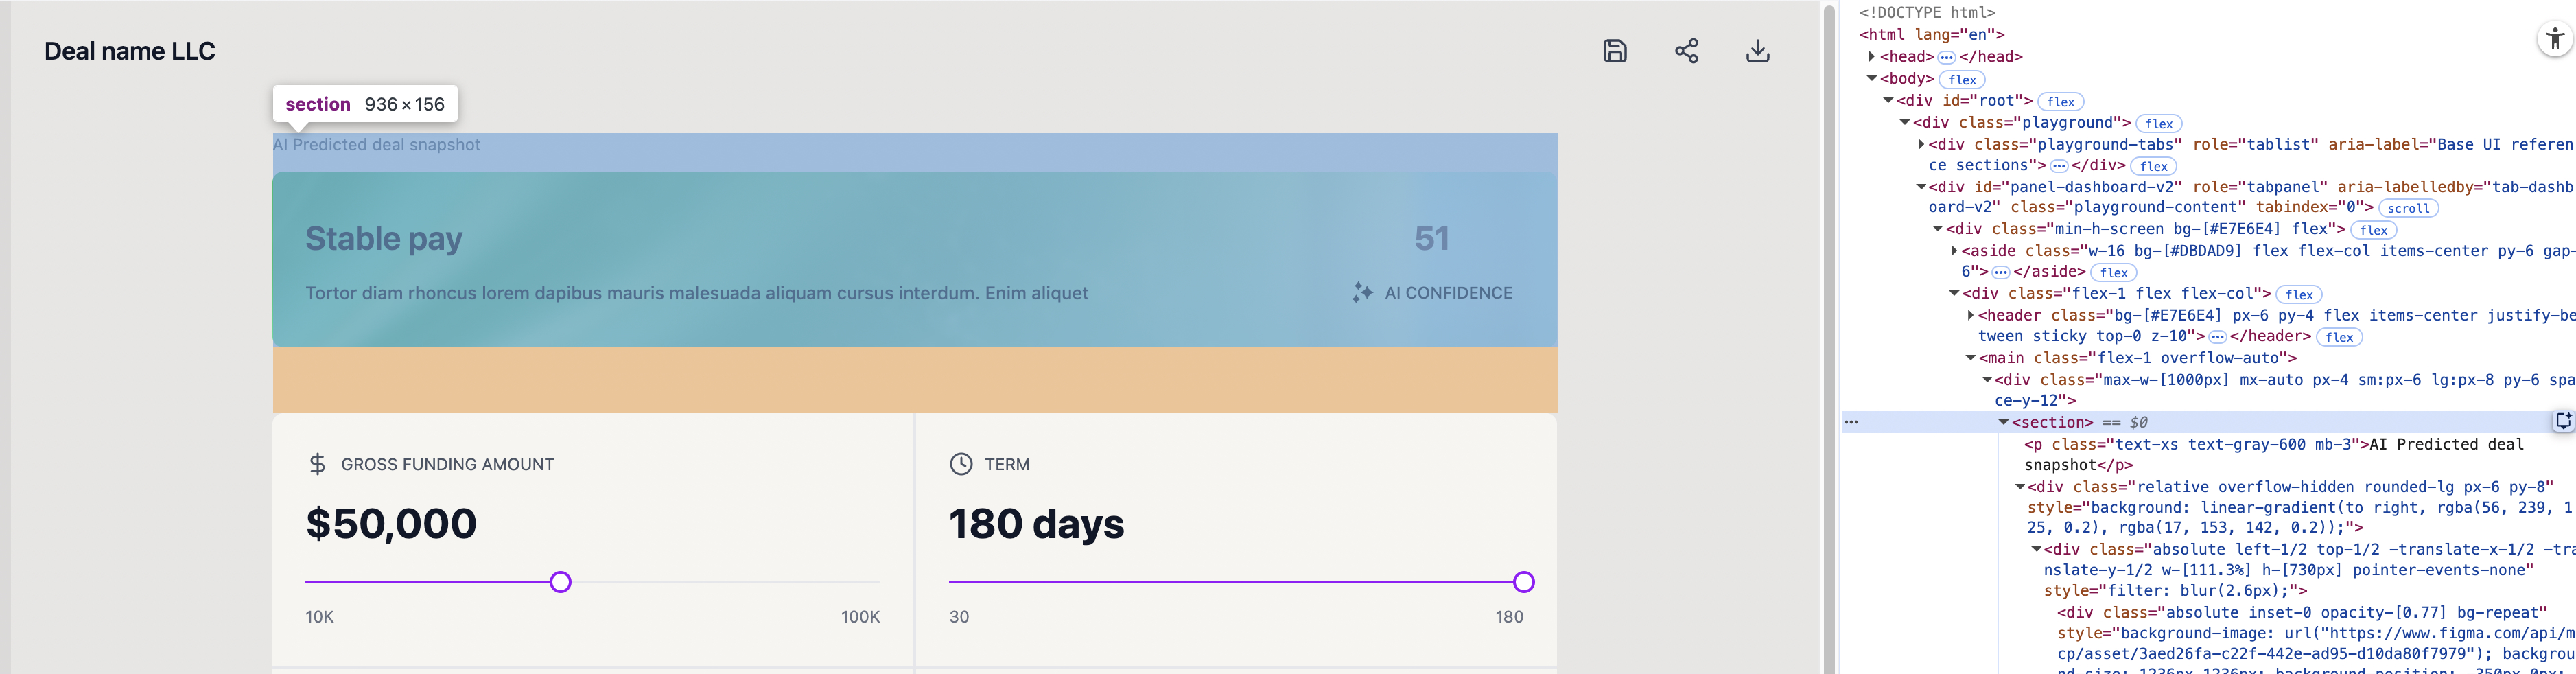 Deal name LLC
section 936×156
AI Predicted deal snapshot
Stable pay
51
Tortor diam rhoncus lorem dapibus mauris malesuada aliquam cursus interdum. Enim aliquet
AI CONFIDENCE
GROSS FUNDING AMOUNT
$50,000
10K
100K
TERM
180 days
30
180
<!DOCTYPE html>
<html lang="en">
<head> ⋯ </head>
<body> flex
<div id="root"> flex
<div class="playground"> flex
<div class="playground-tabs" role="tablist" aria-label="Base UI referen
ce sections"> ⋯ </div> flex
<div id="panel-dashboard-v2" role="tabpanel" aria-labelledby="tab-dashb
oard-v2" class="playground-content" tabindex="0"> scroll
<div class="min-h-screen bg-[#E7E6E4] flex"> flex
<aside class="w-16 bg-[#DBDAD9] flex flex-col items-center py-6 gap-
6"> ⋯ </aside> flex
<div class="flex-1 flex flex-col"> flex
<header class="bg-[#E7E6E4] px-6 py-4 flex items-center justify-be
tween sticky top-0 z-10"> ⋯ </header> flex
<main class="flex-1 overflow-auto">
<div class="max-w-[1000px] mx-auto px-4 sm:px-6 lg:px-8 py-6 spa
ce-y-12">
⋯ <section> == $0
<p class="text-xs text-gray-600 mb-3">AI Predicted deal
snapshot</p>
<div class="relative overflow-hidden rounded-lg px-6 py-8"
style="background: linear-gradient(to right, rgba(56, 239, 1
25, 0.2), rgba(17, 153, 142, 0.2));">
<div class="absolute left-1/2 top-1/2 -translate-x-1/2 -tra
nslate-y-1/2 w-[111.3%] h-[730px] pointer-events-none"
style="filter: blur(2.6px);">
<div class="absolute inset-0 opacity-[0.77] bg-repeat"
style="background-image: url("https://www.figma.com/api/m
cp/asset/3aed26fa-c22f-442e-ad95-d10da80f7979"); backgrou
nd-size: 1236px 1236px; background-position: -350px 0px;